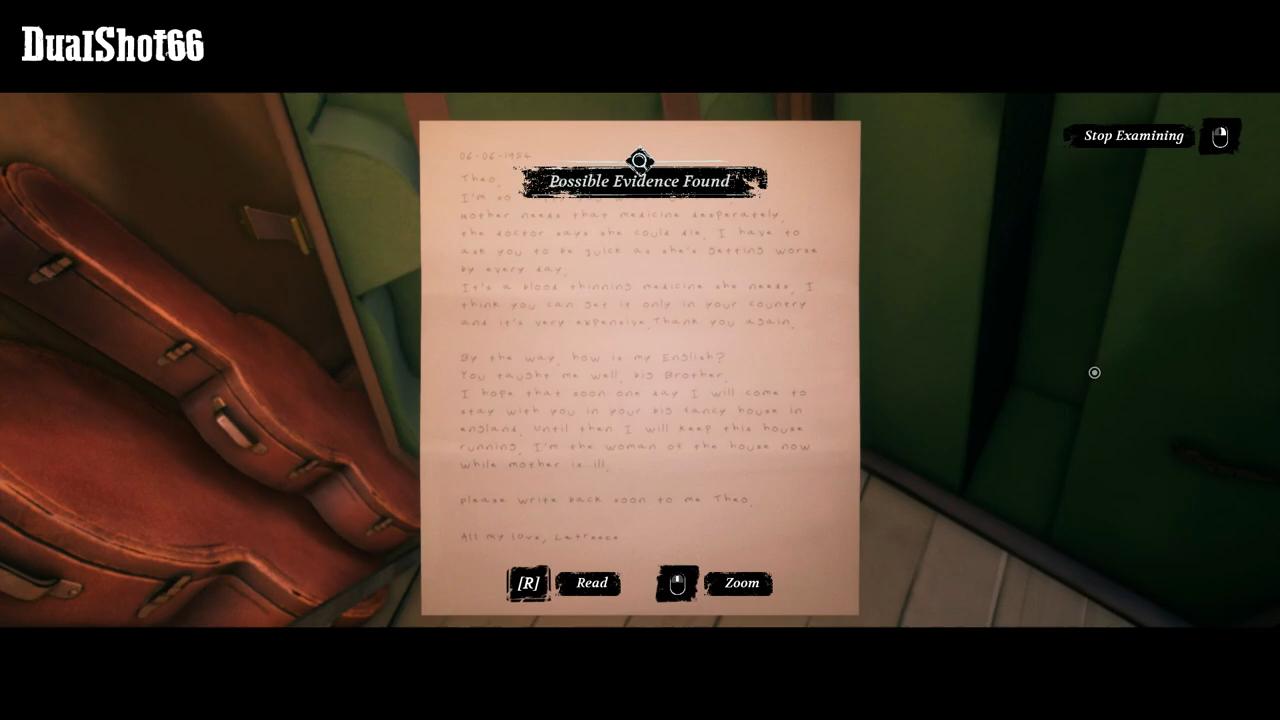 DualShot66
Stop Examining
06-06-1954
Possible Evidence Found
Theo,
I'm so
mother needs that medicine desperately,
the doctor says she could die. I have to
ask you to be quick as she's getting worse
by every day.
It's a blood thinning medicine she needs, I
think you can get it only in your country
and it's very expensive.Thank you again.
By the way, how is my English?
You taught me well, big Brother.
I hope that soon one day I will come to
stay with you in your big fancy house in
england. Until then I will keep this house
running. I'm the woman of the house now
while mother is ill.
please write back soon to me Theo.
All my love, Latreece
[R] Read Zoom